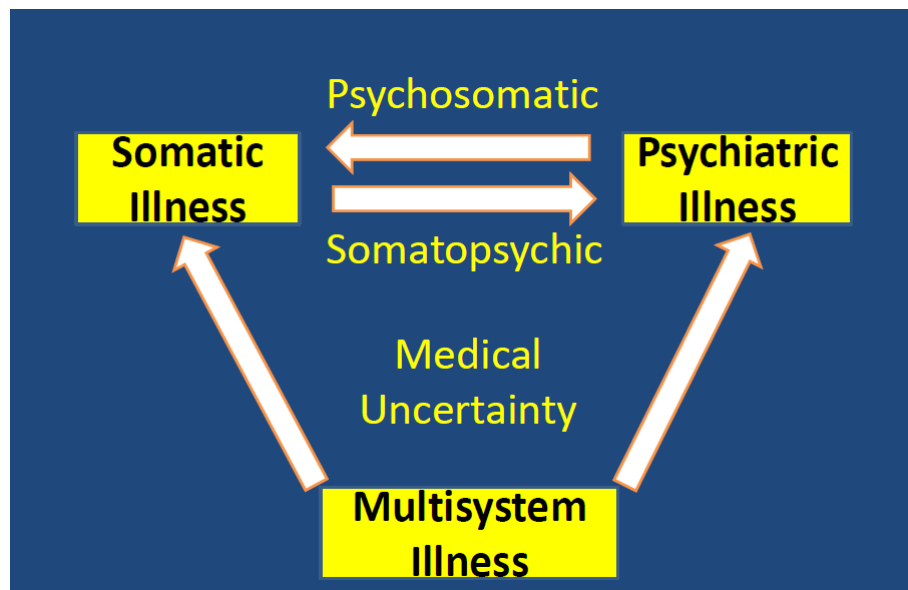 Psychosomatic
Somatic
Illness
Psychiatric
Illness
Somatopsychic
Medical
Uncertainty
Multisystem
Illness